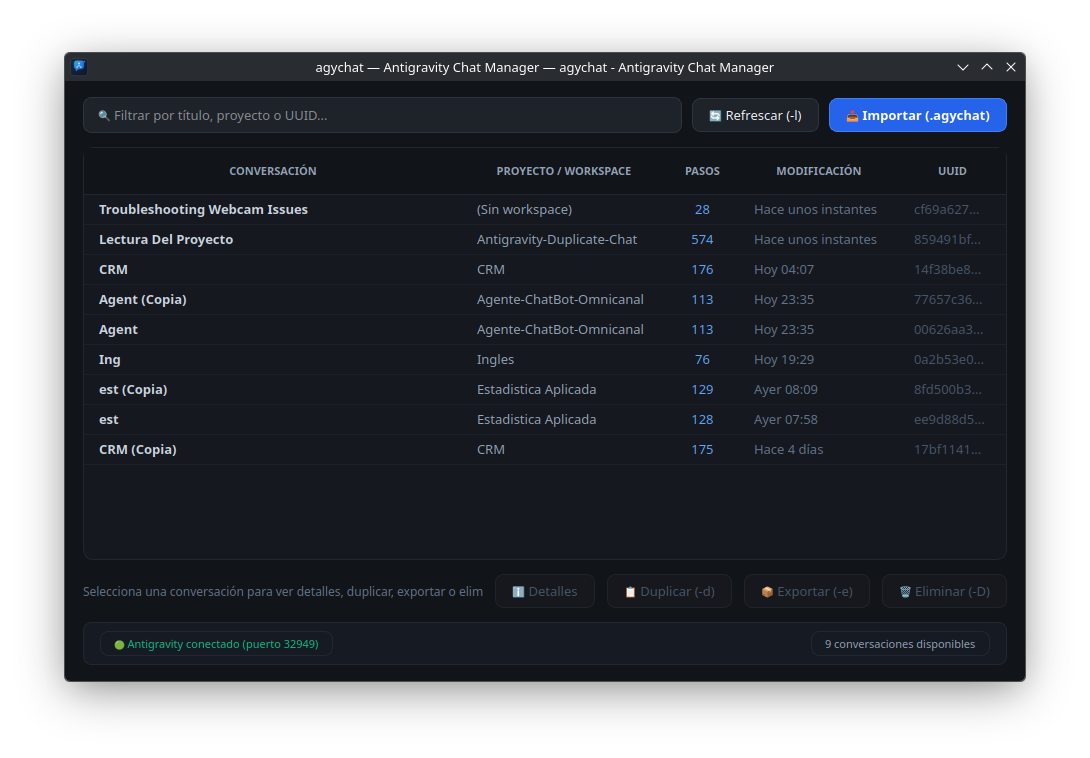 agychat — Antigravity Chat Manager — agychat - Antigravity Chat Manager
Filtrar por título, proyecto o UUID...
Refrescar (-l)
Importar (.agychat)
CONVERSACIÓN PROYECTO / WORKSPACE PASOS MODIFICACIÓN UUID
Troubleshooting Webcam Issues (Sin workspace) 28 Hace unos instantes cf69a627...
Lectura Del Proyecto Antigravity-Duplicate-Chat 574 Hace unos instantes 859491bf...
CRM CRM 176 Hoy 04:07 14f38be8...
Agent (Copia) Agente-ChatBot-Omnicanal 113 Hoy 23:35 77657c36...
Agent Agente-ChatBot-Omnicanal 113 Hoy 23:35 00626aa3...
Ing Ingles 76 Hoy 19:29 0a2b53e0...
est (Copia) Estadistica Aplicada 129 Ayer 08:09 8fd500b3...
est Estadistica Aplicada 128 Ayer 07:58 ee9d88d5...
CRM (Copia) CRM 175 Hace 4 días 17bf1141...
Selecciona una conversación para ver detalles, duplicar, exportar o elim
Detalles
Duplicar (-d)
Exportar (-e)
Eliminar (-D)
Antigravity conectado (puerto 32949)
9 conversaciones disponibles